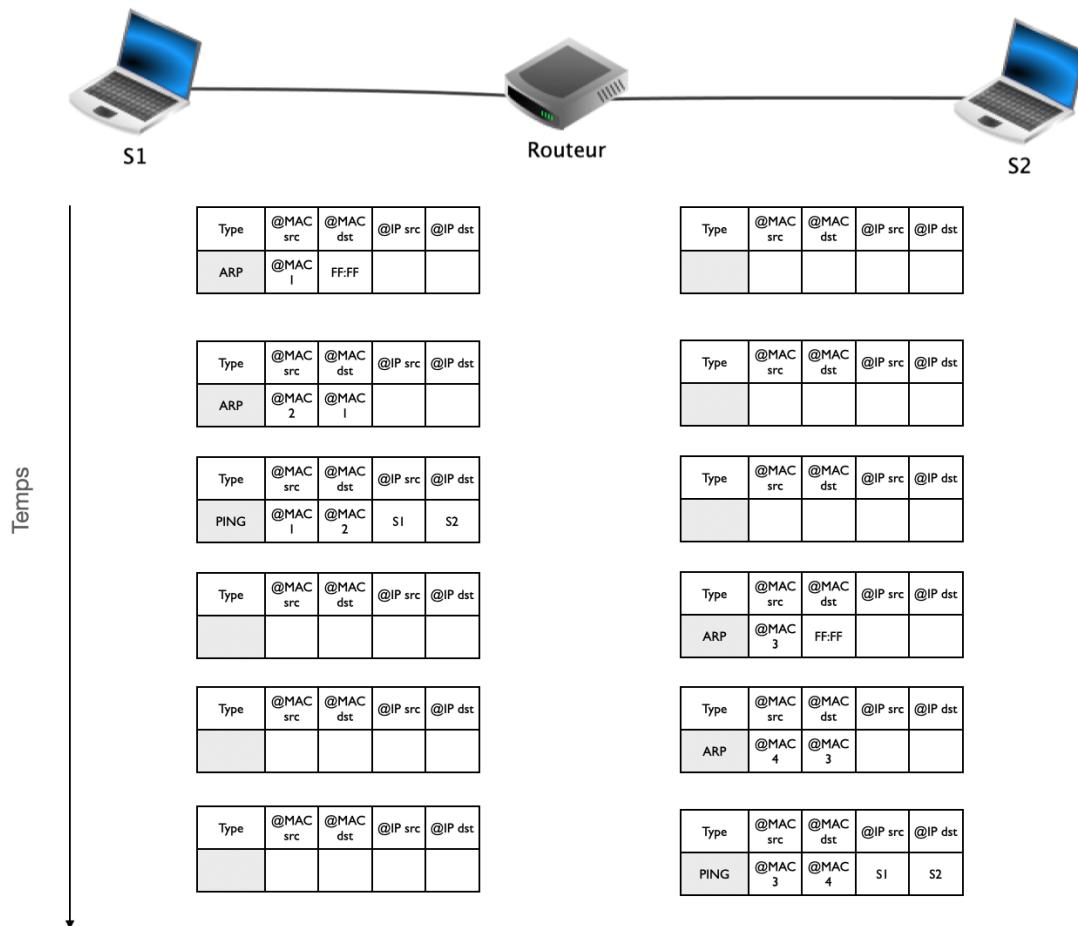 S1
Routeur
S2
Temps
Type @MAC src @MAC dst @IP src @IP dst
ARP @MAC 1 FF:FF
Type @MAC src @MAC dst @IP src @IP dst
Type @MAC src @MAC dst @IP src @IP dst
ARP @MAC 2 @MAC 1
Type @MAC src @MAC dst @IP src @IP dst
Type @MAC src @MAC dst @IP src @IP dst
PING @MAC 1 @MAC 2 S1 S2
Type @MAC src @MAC dst @IP src @IP dst
Type @MAC src @MAC dst @IP src @IP dst
Type @MAC src @MAC dst @IP src @IP dst
ARP @MAC 3 FF:FF
Type @MAC src @MAC dst @IP src @IP dst
Type @MAC src @MAC dst @IP src @IP dst
ARP @MAC 4 @MAC 3
Type @MAC src @MAC dst @IP src @IP dst
Type @MAC src @MAC dst @IP src @IP dst
PING @MAC 3 @MAC 4 S1 S2